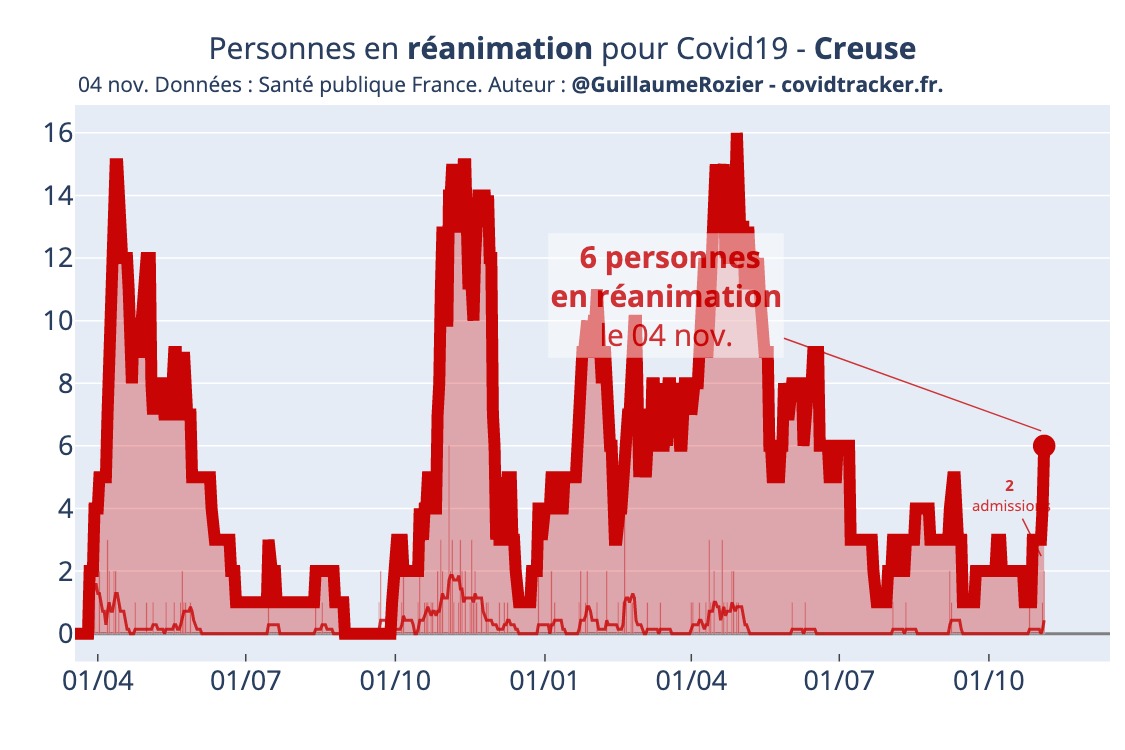 Personnes en réanimation pour Covid19 - Creuse
04 nov. Données : Santé publique France. Auteur : @GuillaumeRozier - covidtracker.fr.
16
14
12
10
8
6
4
2
0
6 personnes
en réanimation
le 04 nov.
2
admissions
01/04
01/07
01/10
01/01
01/04
01/07
01/10